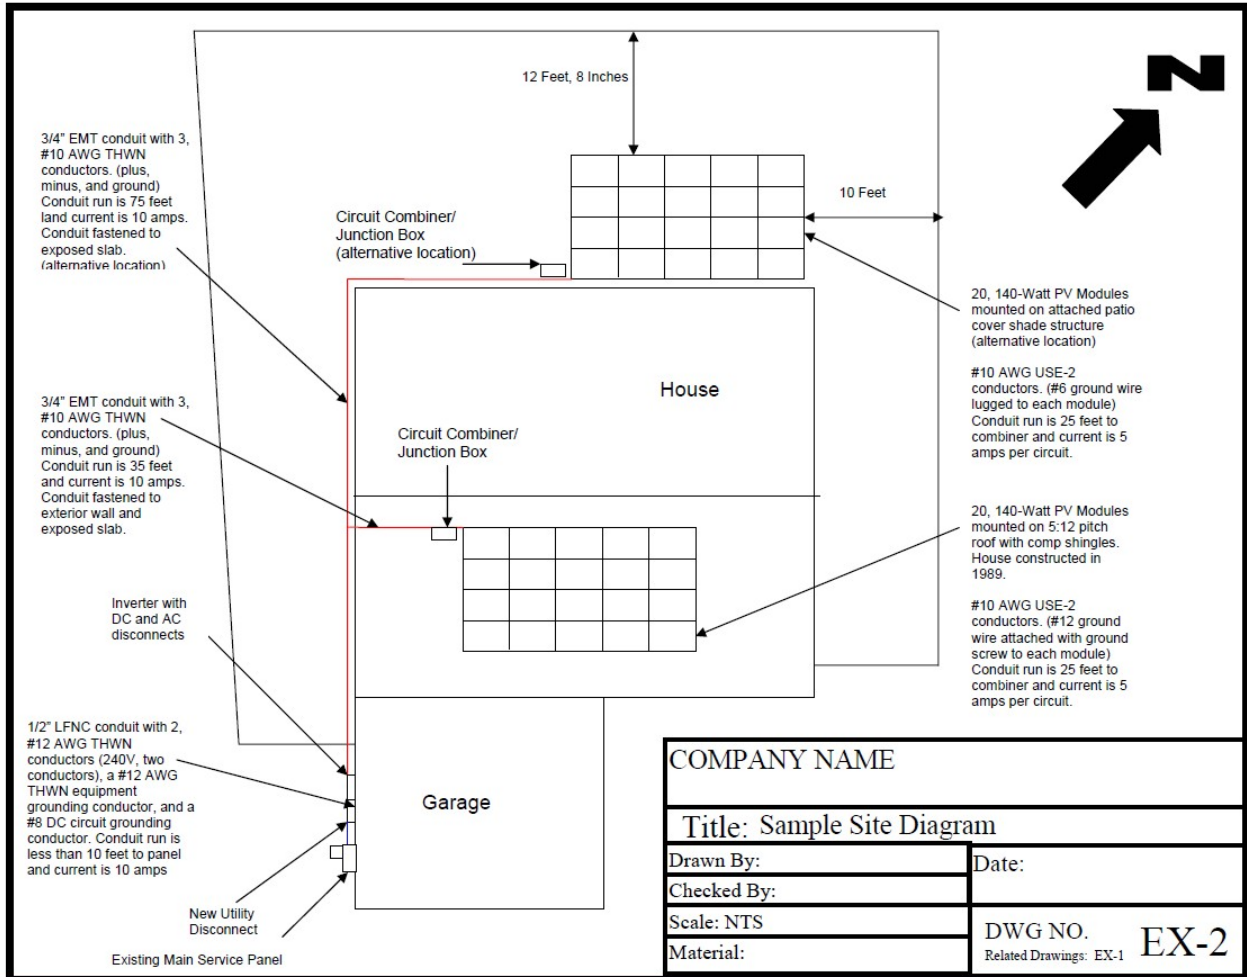 12 Feet, 8 Inches
N
3/4" EMT conduit with 3,
#10 AWG THWN
conductors. (plus,
minus, and ground)
Conduit run is 75 feet
land current is 10 amps.
Conduit fastened to
exposed slab.
(alternative location)
Circuit Combiner/
Junction Box
(alternative location)
10 Feet
20, 140-Watt PV Modules
mounted on attached patio
cover shade structure
(alternative location)
#10 AWG USE-2
conductors. (#6 ground wire
lugged to each module)
Conduit run is 25 feet to
combiner and current is 5
amps per circuit.
House
3/4" EMT conduit with 3,
#10 AWG THWN
conductors. (plus,
minus, and ground)
Conduit run is 35 feet
and current is 10 amps.
Conduit fastened to
exterior wall and
exposed slab.
Circuit Combiner/
Junction Box
20, 140-Watt PV Modules
mounted on 5:12 pitch
roof with comp shingles.
House constructed in
1989.
#10 AWG USE-2
conductors. (#12 ground
wire attached with ground
screw to each module)
Conduit run is 25 feet to
combiner and current is 5
amps per circuit.
Inverter with
DC and AC
disconnects
1/2" LFNC conduit with 2,
#12 AWG THWN
conductors (240V, two
conductors), a #12 AWG
THWN equipment
grounding conductor, and a
#8 DC circuit grounding
conductor. Conduit run is
less than 10 feet to panel
and current is 10 amps
Garage
New Utility
Disconnect
Existing Main Service Panel
COMPANY NAME
Title: Sample Site Diagram
Drawn By:
Date:
Checked By:
Scale: NTS
Material:
DWG NO.
Related Drawings: EX-1
EX-2